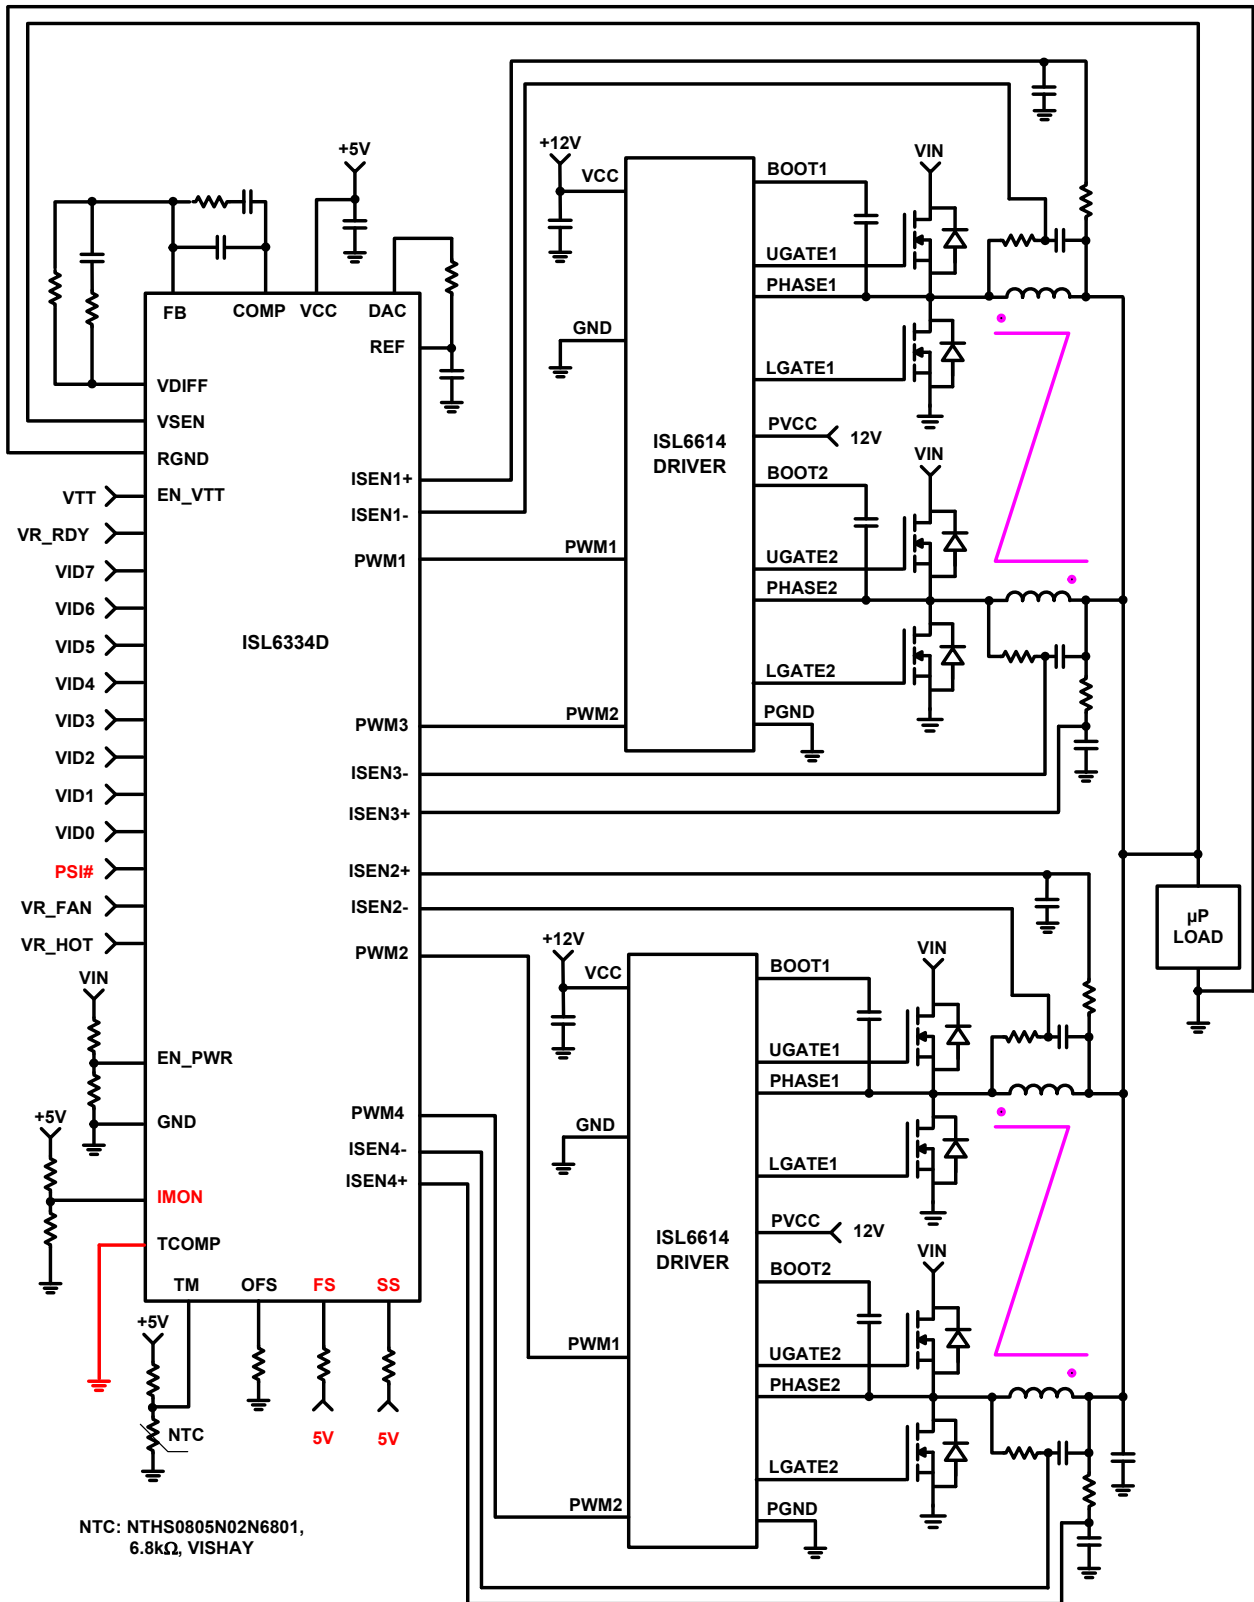 +5V
FB
COMP
VCC
DAC
REF
VDIFF
VSEN
RGND
EN_VTT
VTT
VR_RDY
VID7
VID6
VID5
VID4
VID3
VID2
VID1
VID0
PSI#
VR_FAN
VR_HOT
VIN
EN_PWR
GND
+5V
IMON
TCOMP
TM
OFS
FS
SS
+5V
NTC
5V
5V
ISL6334D
ISEN1+
ISEN1-
PWM1
PWM3
ISEN3-
ISEN3+
ISEN2+
ISEN2-
PWM2
PWM4
ISEN4-
ISEN4+
+12V
VCC
GND
PWM1
PWM2
ISL6614
DRIVER
BOOT1
UGATE1
PHASE1
LGATE1
PVCC
12V
BOOT2
UGATE2
PHASE2
LGATE2
PGND
VIN
VIN
+12V
VCC
GND
PWM1
PWM2
ISL6614
DRIVER
BOOT1
UGATE1
PHASE1
LGATE1
PVCC
12V
BOOT2
UGATE2
PHASE2
LGATE2
PGND
VIN
VIN
µP
LOAD
NTC: NTHS0805N02N6801,
6.8kΩ, VISHAY